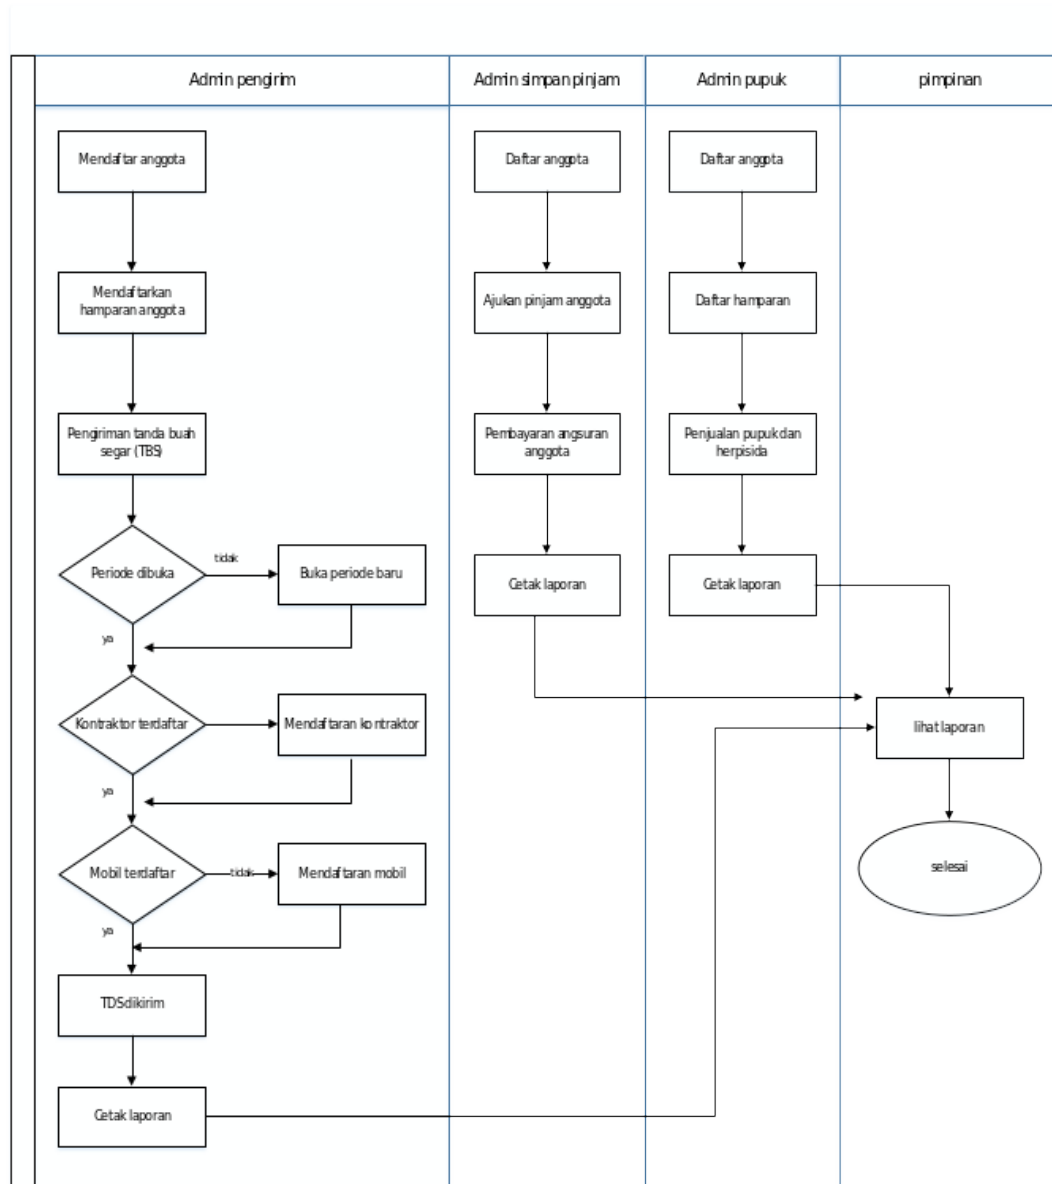 Admin pengirim
Admin simpan pinjam
Admin pupuk
pimpinan
Mendaftar anggota
Mendaftarkan
hamparan anggota
Pengiriman tanda buah
segar (TBS)
Periode dibuka
tidak
Buka periode baru
ya
Kontraktor terdaftar
Mendaftaran kontraktor
ya
Mobil terdaftar
tidak
Mendaftaran mobil
ya
TDS dikirim
Cetak laporan
Daftar anggota
Ajukan pinjam anggota
Pembayaran angsuran
anggota
Cetak laporan
Daftar anggota
Daftar hamparan
Penjualan pupuk dan
herpisida
Cetak laporan
lihat laporan
selesai